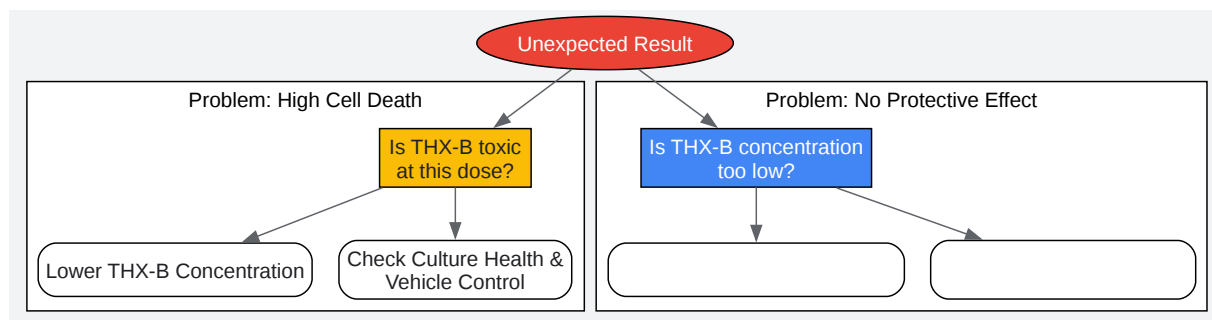 Unexpected Result
Problem: High Cell Death
Problem: No Protective Effect
Is THX-B toxic
at this dose?
Is THX-B concentration
too low?
Lower THX-B Concentration
Check Culture Health &
Vehicle Control